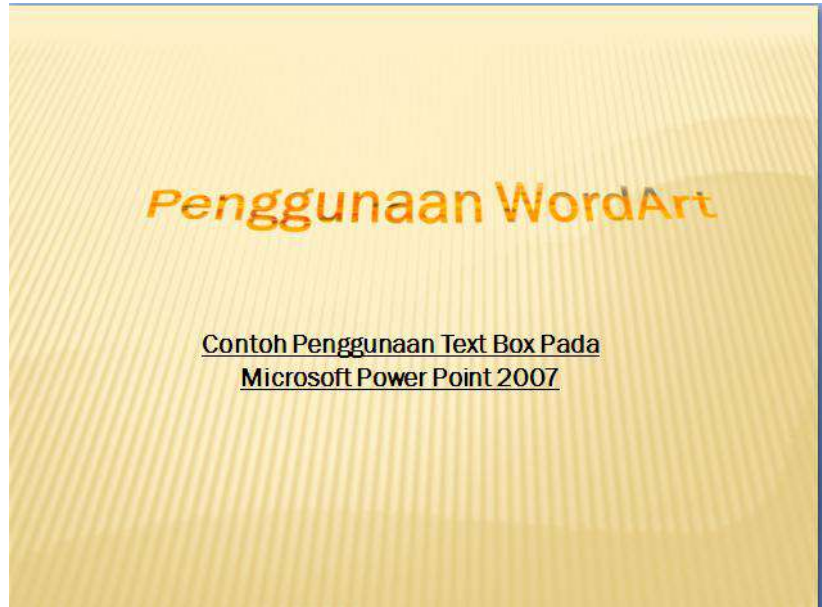 Penggunaan WordArt
Contoh Penggunaan Text Box Pada
Microsoft Power Point 2007